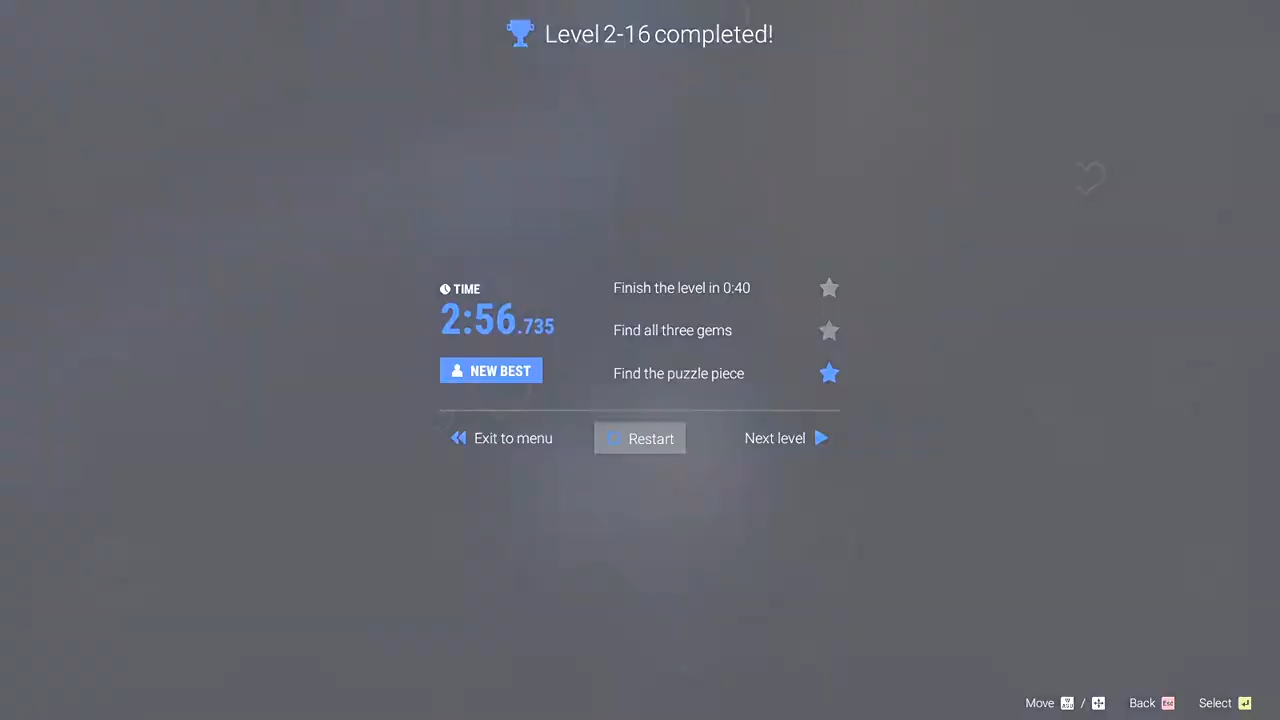 Level 2-16 completed!
TIME
2:56.735
NEW BEST
Finish the level in 0:40
Find all three gems
Find the puzzle piece
Exit to menu
Restart
Next level
Move / Back Esc Select